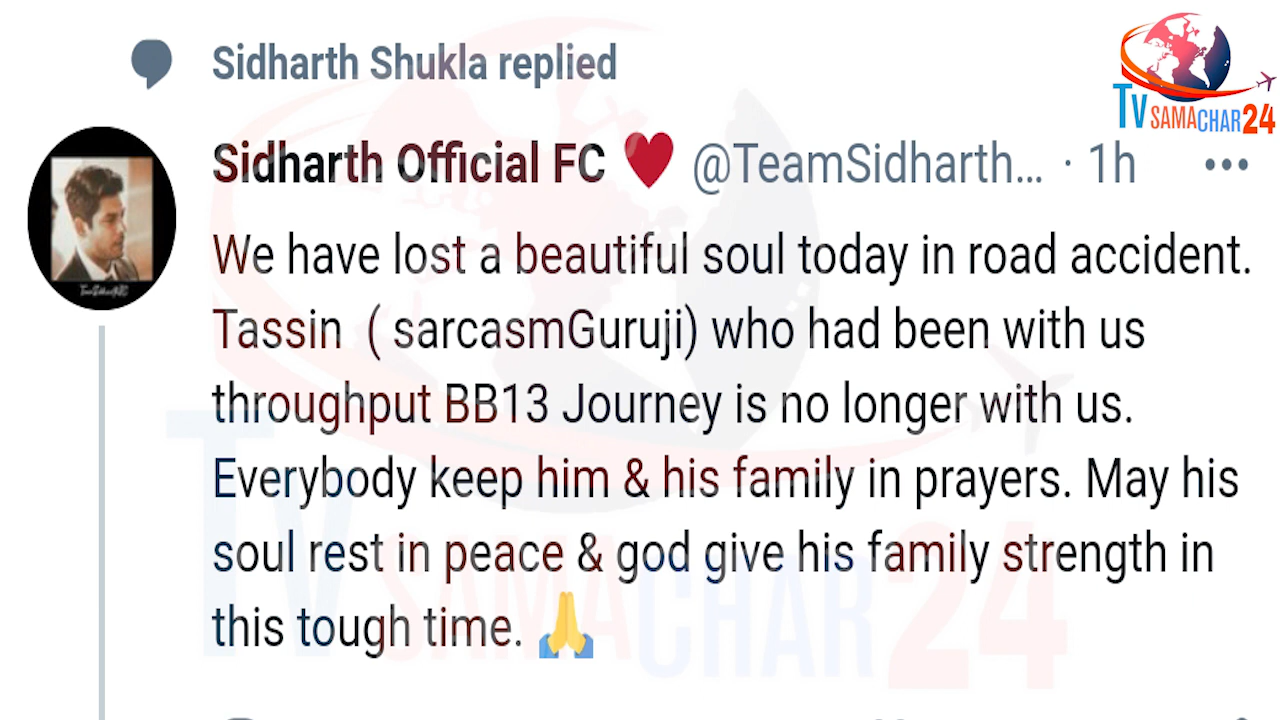 Sidharth Shukla replied
TV SAMACHAR24
Sidharth Official FC ❤️ @TeamSidharth... · 1h
We have lost a beautiful soul today in road accident.
Tassin ( sarcasmGuruji) who had been with us
throughput BB13 Journey is no longer with us.
Everybody keep him & his family in prayers. May his
soul rest in peace & god give his family strength in
this tough time. 🙏
TV SAMACHAR24